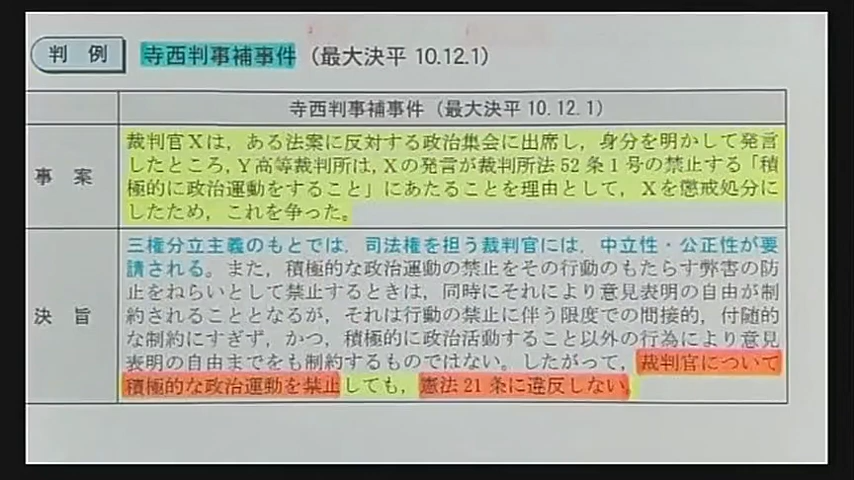 判 例 寺西判事補事件（最大決平 10.12.1）
寺西判事補事件（最大決平10.12.1）
事 案
裁判官Xは，ある法案に反対する政治集会に出席し，身分を明かして発言
したところ，Y高等裁判所は，Xの発言が裁判所法52条1号の禁止する「積
極的に政治運動をすること」にあたることを理由として，Xを懲戒処分に
したため，これを争った。
決 旨
三権分立主義のもとでは，司法権を担う裁判官には，中立性・公正性が要
請される。また，積極的な政治運動の禁止をその行動のもたらす弊害の防
止をねらいとして禁止するときは，同時にそれにより意見表明の自由が制
約されることとなるが，それは行動の禁止に伴う限度での間接的，付随的
な制約にすぎず，かつ，積極的に政治活動すること以外の行為により意見
表明の自由までをも制約するものではない。したがって，裁判官について
積極的な政治運動を禁止しても，憲法21条に違反しない。